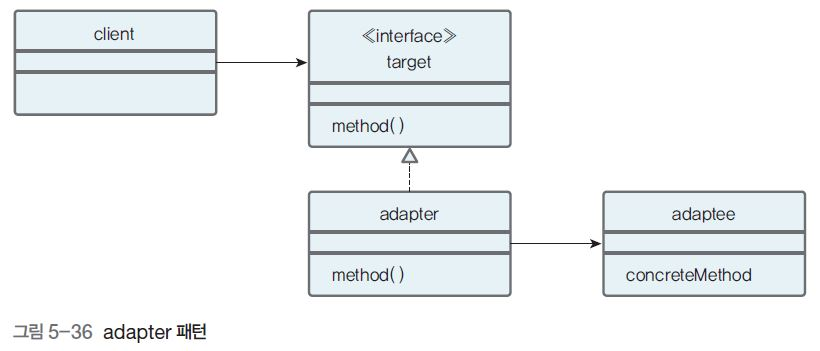 client
≪interface≫
target
method( )
adapter
method( )
adaptee
concreteMethod
그림 5-36 adapter 패턴